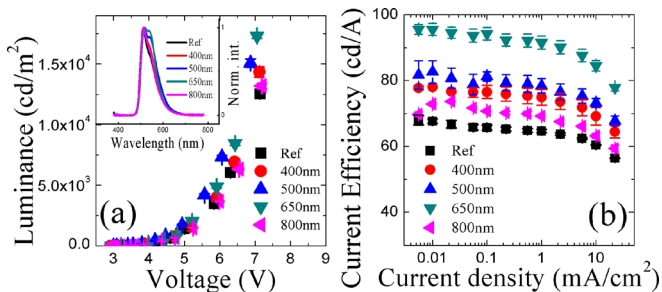 Luminance (cd/m²)
1.5x10⁴
1.0x10⁴
5.0x10³
0.0
2 3 4 5 6 7 8 9
Voltage (V)
(a)
Ref
400nm
500nm
650nm
800nm
Ref
400nm
500nm
650nm
800nm
400 600 800
Wavelength (nm)
1
0
Norm. int.
Current Efficiency (cd/A)
100
80
60
40
0.01 0.1 1 10
Current density (mA/cm²)
(b)
Ref
400nm
500nm
650nm
800nm